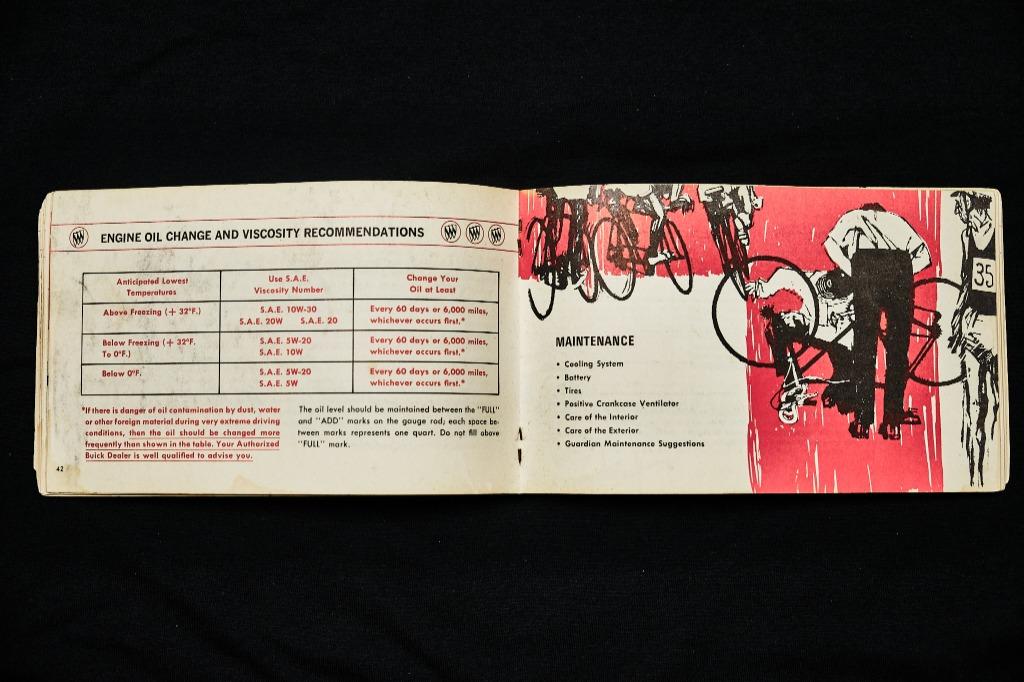 ENGINE OIL CHANGE AND VISCOSITY RECOMMENDATIONS
Anticipated Lowest
Temperatures
Use S.A.E.
Viscosity Number
Change Your
Oil at Least
Above Freezing (+ 32°F.)
S.A.E. 10W-30
S.A.E. 20W S.A.E. 20
Every 60 days or 6,000 miles,
whichever occurs first.*
Below Freezing (+ 32°F.
To 0°F.)
S.A.E. 5W-20
S.A.E. 10W
Every 60 days or 6,000 miles,
whichever occurs first.*
Below 0°F.
S.A.E. 5W-20
S.A.E. 5W
Every 60 days or 6,000 miles,
whichever occurs first.*
*If there is danger of oil contamination by dust, water
or other foreign material during very extreme driving
conditions, then the oil should be changed more
frequently than shown in the table. Your Authorized
Buick Dealer is well qualified to advise you.
The oil level should be maintained between the "FULL"
and "ADD" marks on the gauge rod; each space be-
tween marks represents one quart. Do not fill above
"FULL" mark.
42
MAINTENANCE
• Cooling System
• Battery
• Tires
• Positive Crankcase Ventilator
• Care of the Interior
• Care of the Exterior
• Guardian Maintenance Suggestions
35